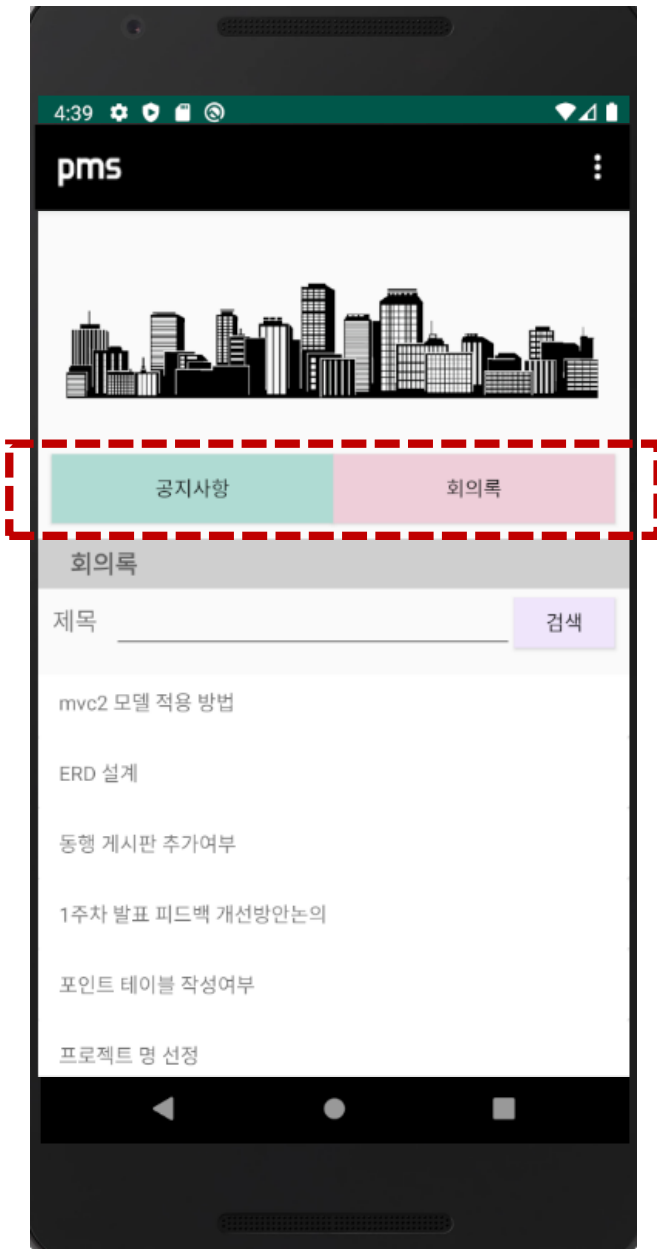 4:39
pms
공지사항
회의록
회의록
제목
검색
mvc2 모델 적용 방법
ERD 설계
동행 게시판 추가여부
1주차 발표 피드백 개선방안논의
포인트 테이블 작성여부
프로젝트 명 선정